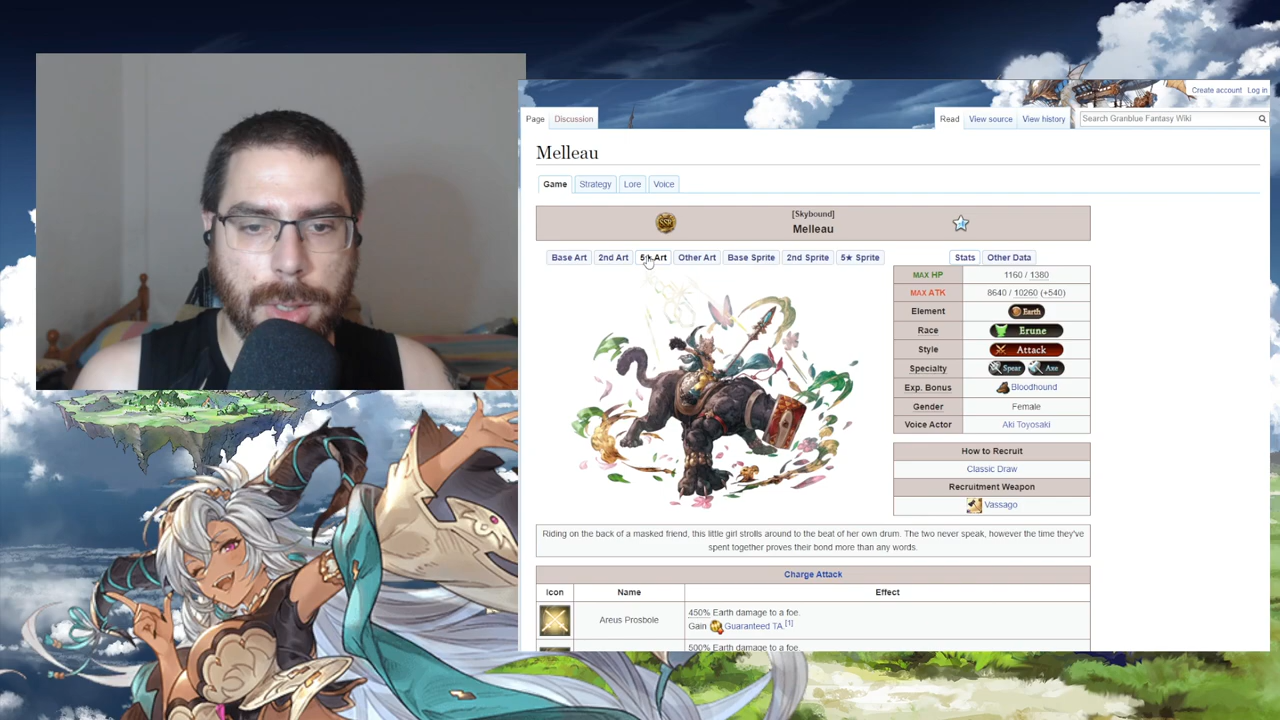 Create account Log in
Page Discussion Read View source View history Search Granblue Fantasy Wiki
Melleau
Game Strategy Lore Voice
SSR
[Skybound]
Melleau
Base Art 2nd Art 5★ Art Other Art Base Sprite 2nd Sprite 5★ Sprite
Stats Other Data
MAX HP 1160 / 1380
MAX ATK 8640 / 10260 (+540)
Element Earth
Race Erune
Style Attack
Specialty Spear Axe
Exp. Bonus Bloodhound
Gender Female
Voice Actor Aki Toyosaki
How to Recruit
Classic Draw
Recruitment Weapon
Vassago
Riding on the back of a masked friend, this little girl strolls around to the beat of her own drum. The two never speak, however the time they've
spent together proves their bond more than any words.
Charge Attack
Icon Name Effect
Areus Prosbole
450% Earth damage to a foe.
Gain Guaranteed TA.[1]
500% Earth damage to a foe.